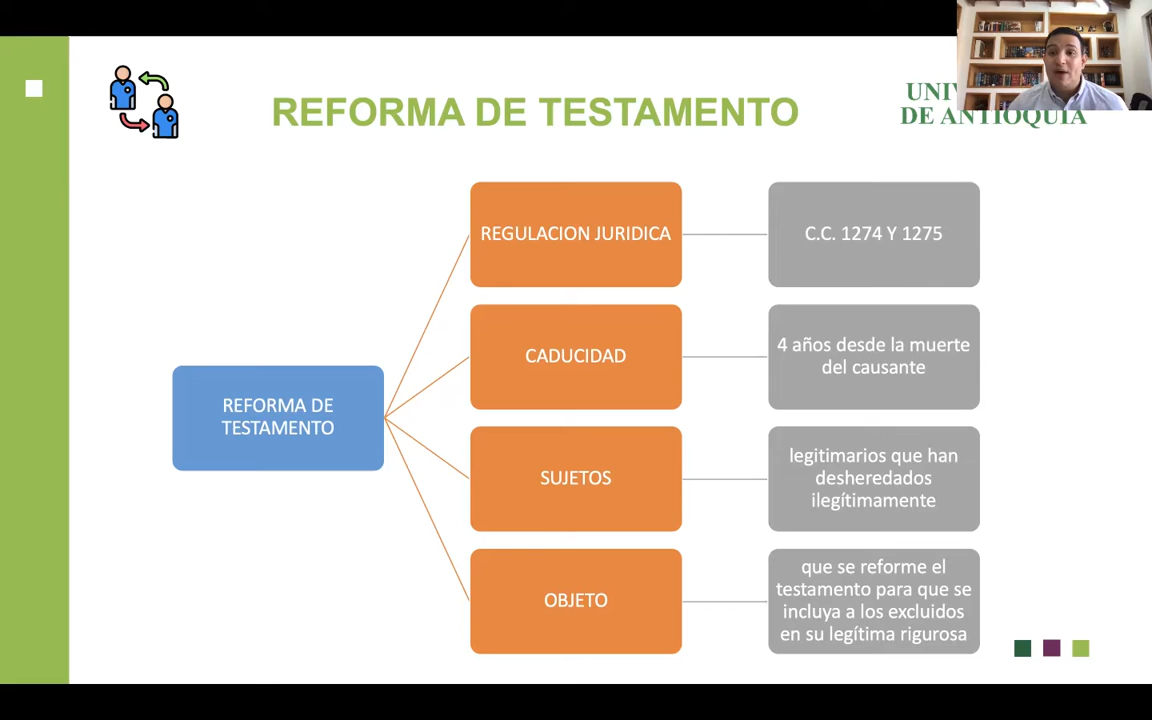 REFORMA DE TESTAMENTO
DE ANTIOQUIA
REGULACION JURIDICA
C.C. 1274 Y 1275
CADUCIDAD
4 años desde la muerte
del causante
REFORMA DE
TESTAMENTO
SUJETOS
legitimarios que han
desheredados
ilegítimamente
OBJETO
que se reforme el
testamento para que se
incluya a los excluidos
en su legítima rigurosa